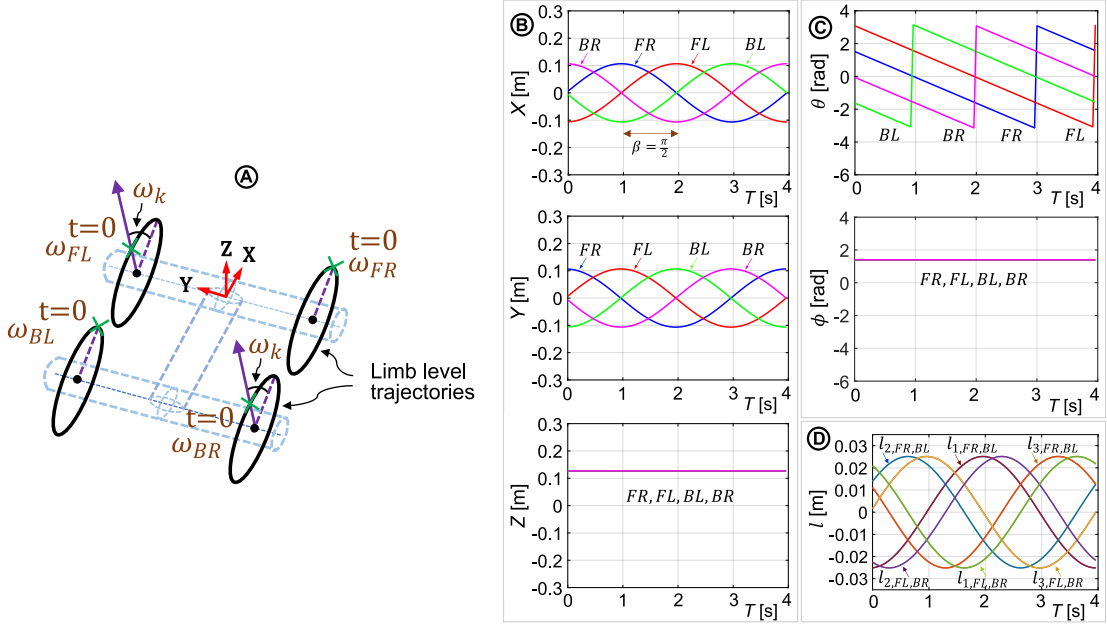 A
ω_k
t=0
ω_FL
t=0
ω_FR
Z
X
Y
t=0
ω_BL
ω_k
t=0
ω_BR
Limb level
trajectories
B
0.3
0.2
0.1
0
-0.1
-0.2
-0.3
X [m]
BR
FR
FL
BL
β = π/2
0 1 2 3 4
T [s]
0.3
0.2
0.1
0
-0.1
-0.2
0.3
Y [m]
FR
FL
BL
BR
0 1 2 3 4
T [s]
0.3
0.2
0.1
0
0.1
0.2
0.3
Z [m]
FR, FL, BL, BR
0 1 2 3 4
T [s]
C
4
2
0
-2
-4
-6
θ [rad]
BL
BR
FR
FL
0 1 2 3 4
T [s]
4
2
0
-2
-4
-6
ϕ [rad]
FR, FL, BL, BR
0 1 2 3 4
T [s]
D
0.03
0.02
0.01
0
-0.01
-0.02
-0.03
l [m]
l_2,FR,BL
l_1,FR,BL
l_3,FR,BL
l_2,FL,BR
l_1,FL,BR
l_3,FL,BR
0 1 2 3 4
T [s]